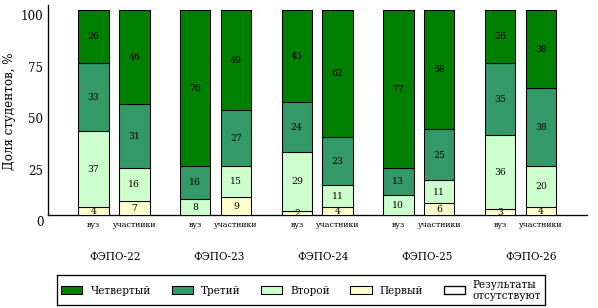 Доля студентов, %
100
75
50
25
0
26 46 76 49 45 62 77 58 26 38
33 31 16 27 24 23 13 25 35 38
37 16 8 15 29 11 10 11 36 20
4 7 9 2 4 6 3 4
вуз участники вуз участники вуз участники вуз участники вуз участники
ФЭПО-22 ФЭПО-23 ФЭПО-24 ФЭПО-25 ФЭПО-26
Четвертый Третий Второй Первый Результаты
отсутствуют